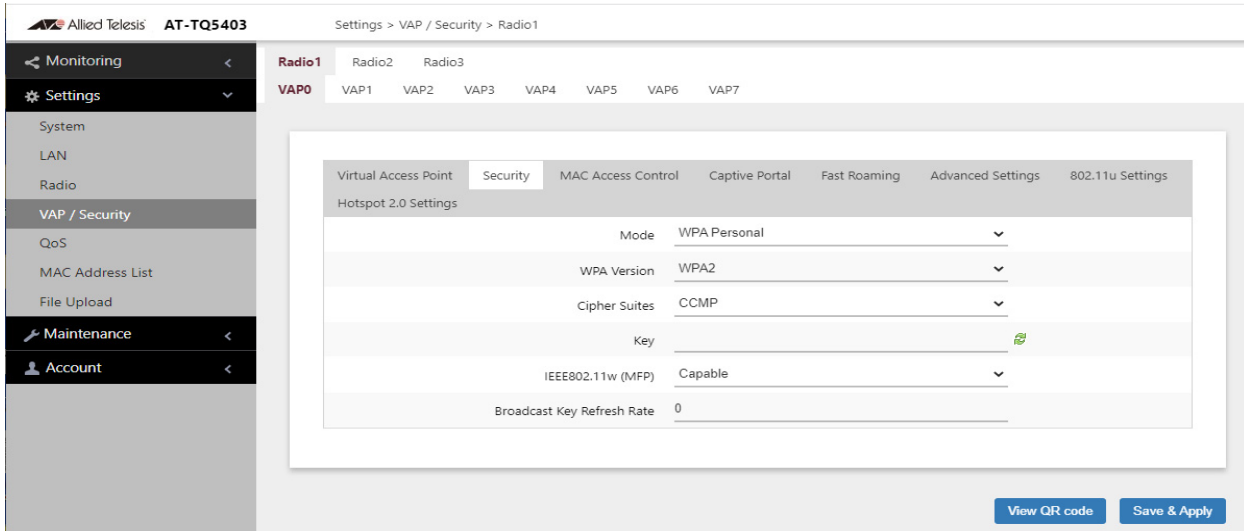 Allied Telesis AT-TQ5403 Settings > VAP / Security > Radio1
Monitoring <
Radio1 Radio2 Radio3
Settings
VAP0 VAP1 VAP2 VAP3 VAP4 VAP5 VAP6 VAP7
System
LAN
Radio
VAP / Security
QoS
MAC Address List
File Upload
Maintenance <
Account <
Virtual Access Point Security MAC Access Control Captive Portal Fast Roaming Advanced Settings 802.11u Settings
Hotspot 2.0 Settings
Mode WPA Personal
WPA Version WPA2
Cipher Suites CCMP
Key
IEEE802.11w (MFP) Capable
Broadcast Key Refresh Rate 0
View QR code Save & Apply